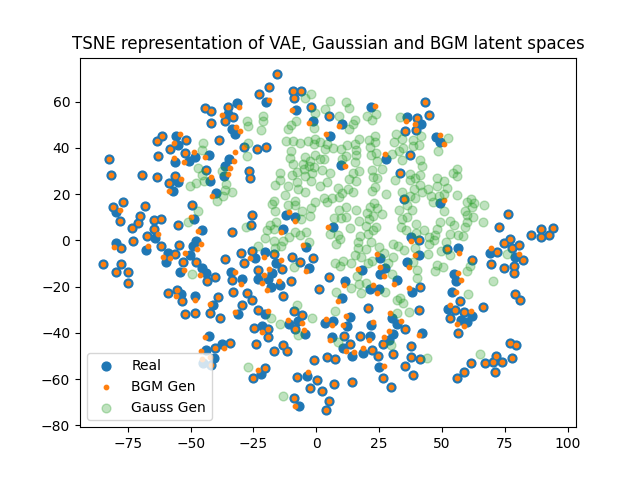 TSNE representation of VAE, Gaussian and BGM latent spaces
60
40
20
0
−20
−40
−60
−80
Real
BGM Gen
Gauss Gen
−75 −50 −25 0 25 50 75 100